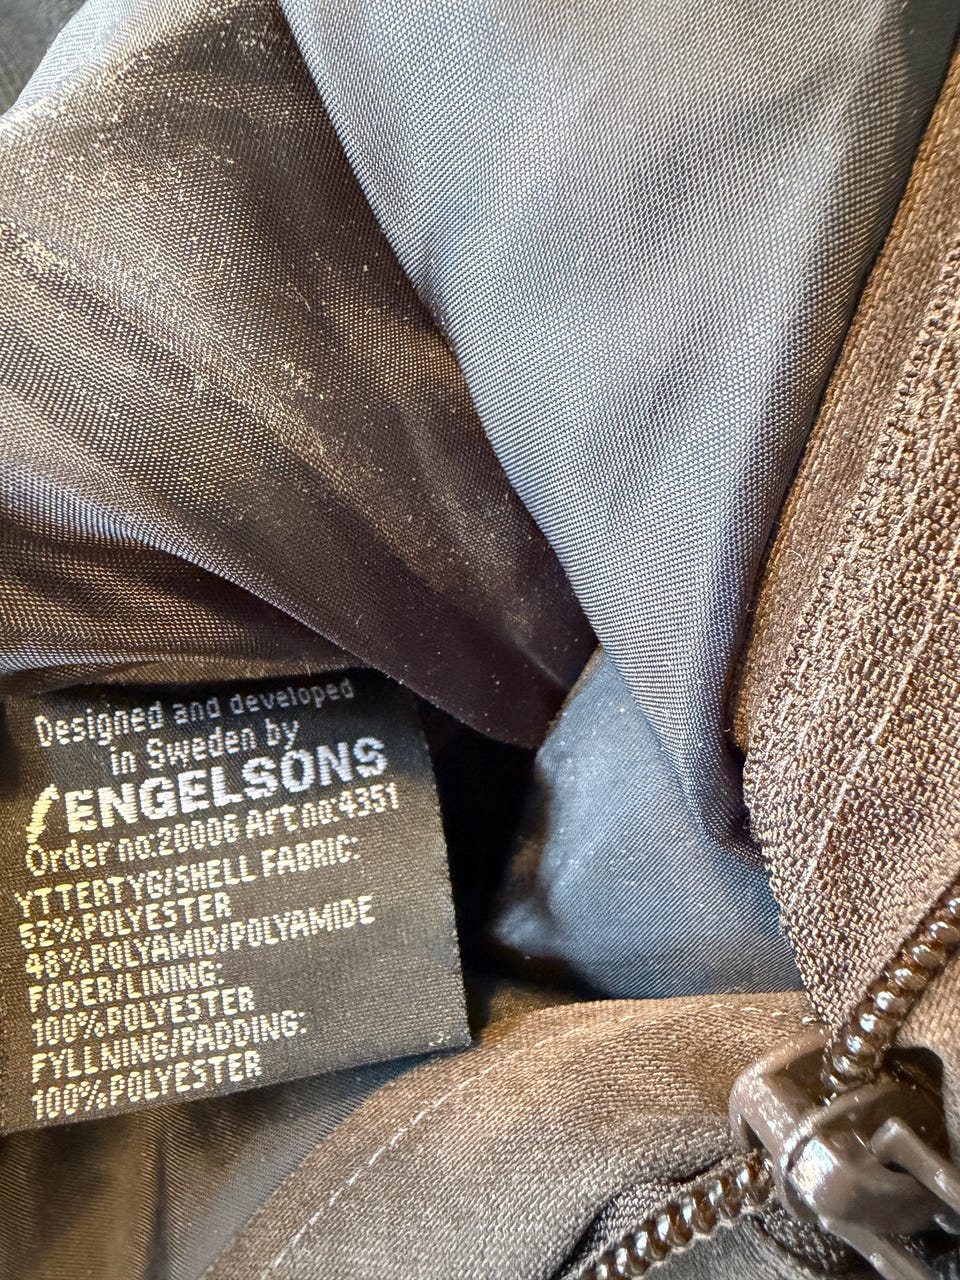 Designed and developed
in Sweden by
ENGELSONS
Order no:20006 Art no:4351
YTTERTYG/SHELL FABRIC:
52%POLYESTER
48%POLYAMID/POLYAMIDE
FODER/LINING:
100%POLYESTER
FYLLNING/PADDING:
100%POLYESTER